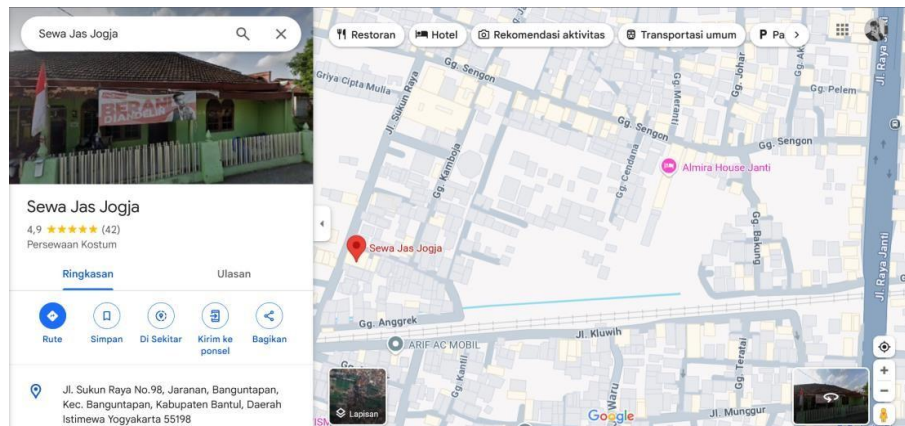 Sewa Jas Jogja
BERANI
DIANDELIN
Sewa Jas Jogja
4,9 ★★★★★ (42)
Persewaan Kostum
Ringkasan
Ulasan
Rute
Simpan
Di Sekitar
Kirim ke
ponsel
Bagikan
Jl. Sukun Raya No.98, Jaranan, Banguntapan,
Kec. Banguntapan, Kabupaten Bantul, Daerah
Istimewa Yogyakarta 55198
Restoran
Hotel
Rekomendasi aktivitas
Transportasi umum
P Pa
Griya Cipta Mulia
Jl. Sukun Raya
Gg. Sengon
Gg. Kamboja
Gg. Sengon
Gg. Meranti
Gg. Johar
Gg. Ak
Gg. Pelem
Jl. Raya
Gg. Sengon
Gg. Cendana
Almira House Janti
Gg. Bakung
Jl. Raya Janti
Sewa Jas Jogja
Gg. Anggrek
Jl. Kluwih
ARIF AC MOBIL
Gg. Kantil
Waru
Gg. Teratai
Jl. Munggur
Lapisan
Google